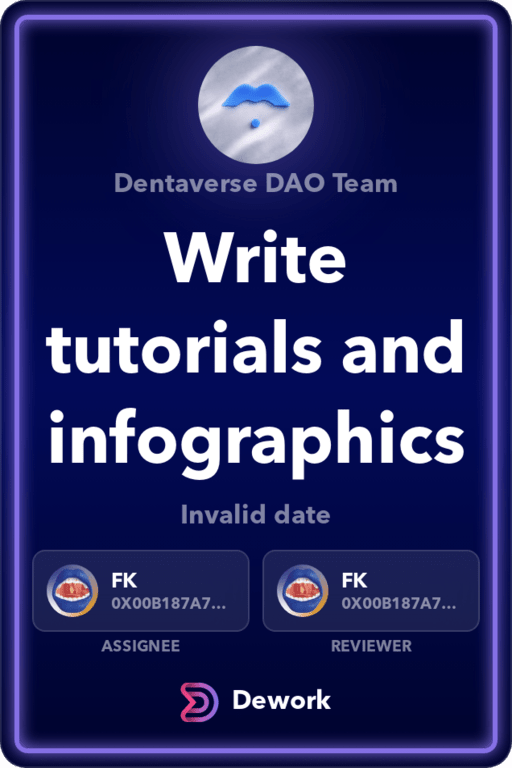 Dentaverse DAO Team
Write
tutorials and
infographics
Invalid date
FK
0X00B187A7...
ASSIGNEE
FK
0X00B187A7...
REVIEWER
Dework